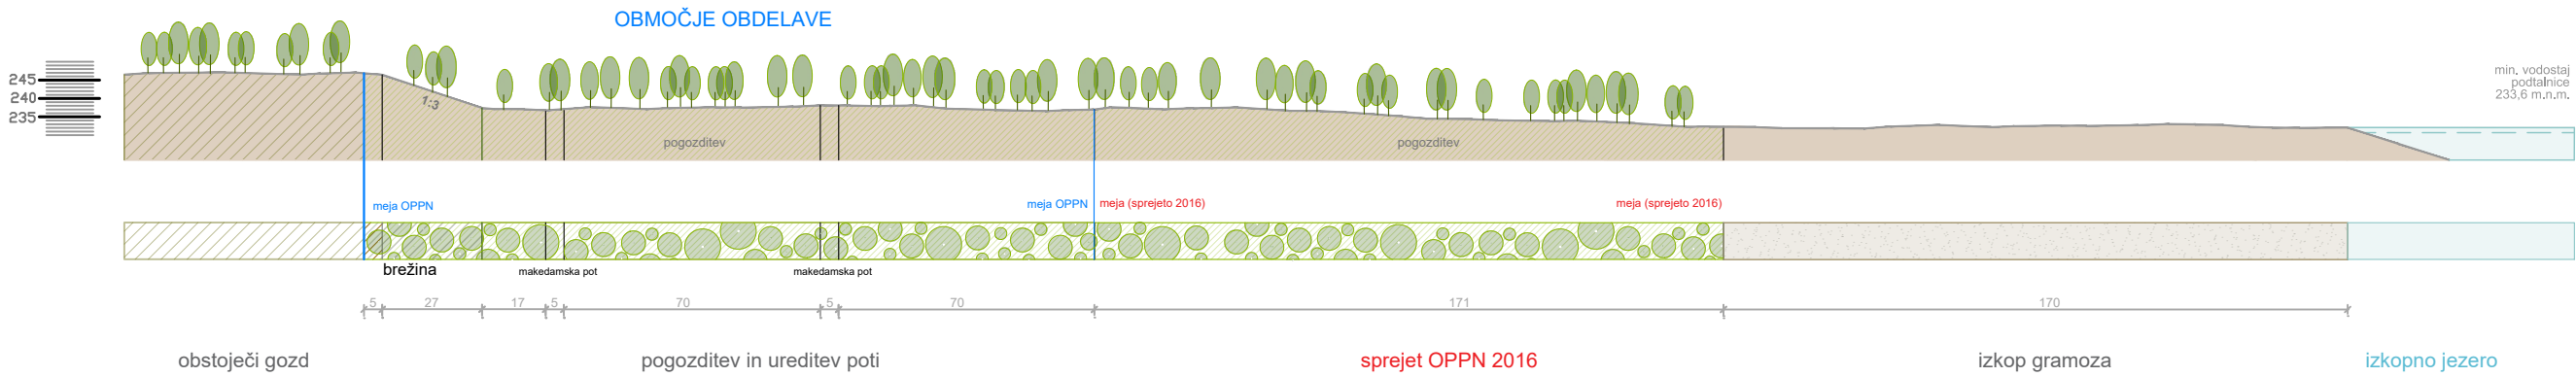 OBMOČJE OBDELAVE
245
240
235
1:3
pogozditev
pogozditev
min. vodostaj
podtalnice
233,6 m.n.m.
meja OPPN
meja OPPN
meja (sprejeto 2016)
meja (sprejeto 2016)
brežina
makedamska pot
makedamska pot
5
27
17
5
70
5
70
171
170
obstoječi gozd
pogozditev in ureditev poti
sprejet OPPN 2016
izkop gramoza
izkopno jezero